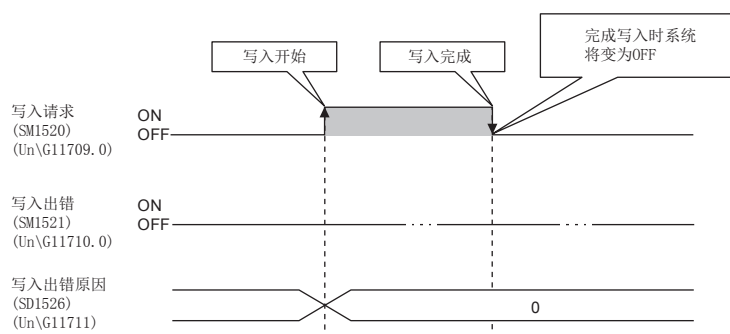 写入开始
写入完成
完成写入时系统
将变为OFF
写入请求
(SM1520)
(Un\G11709.0)
ON
OFF
写入出错
(SM1521)
(Un\G11710.0)
ON
OFF
写入出错原因
(SD1526)
(Un\G11711)
0